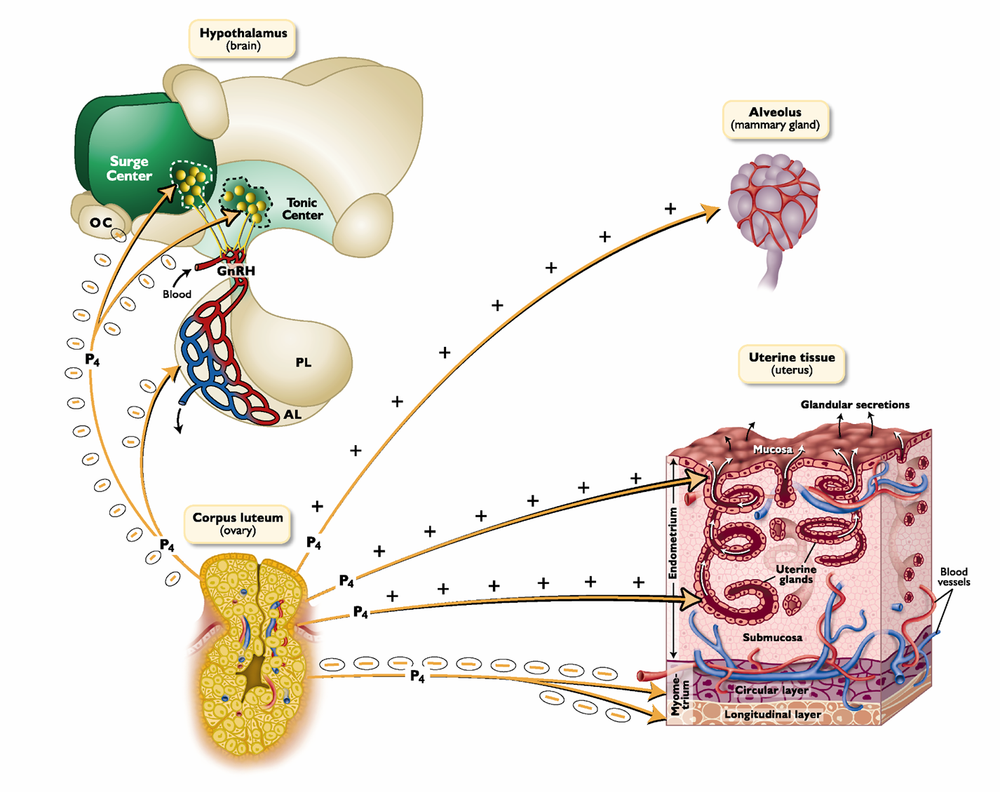 Hypothalamus
(brain)
Surge
Center
Tonic
Center
OC
GnRH
Blood
PL
AL
P4
P4
Corpus luteum
(ovary)
Alveolus
(mammary gland)
+ + + + + + + + +
P4
Uterine tissue
(uterus)
Glandular secretions
Mucosa
Endometrium
Uterine
glands
Blood
vessels
Submucosa
Myome-
trium
Circular layer
Longitudinal layer
P4
+ + + + + +
P4
+ + + + + +
P4